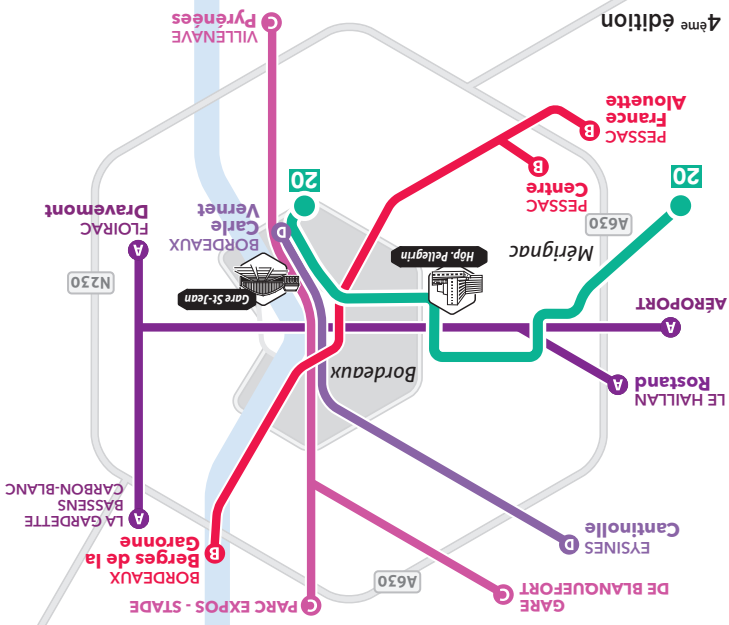 GARE
DE BLANQUEFORT
C
PARC EXPOS - STADE
C
A630
BORDEAUX
Berges de la
Garonne
B
EYSINES
Cantinolle
D
LA GARDETTE
BASSENS
CARBON-BLANC
A
LE HAILLAN
Rostand
A
Bordeaux
AÉROPORT
A
Gare St-Jean
N230
Hôp. Pellegrin
Mérignac
A630
BORDEAUX
Carle
Vernet
D
FLOIRAC
Dravemont
A
20
20
PESSAC
Centre
B
PESSAC
France
Alouette
B
VILLENAVE
Pyrénées
C
4ème édition